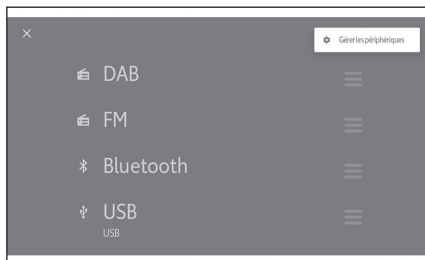 Gérer les périphériques
DAB
FM
Bluetooth
USB
USB